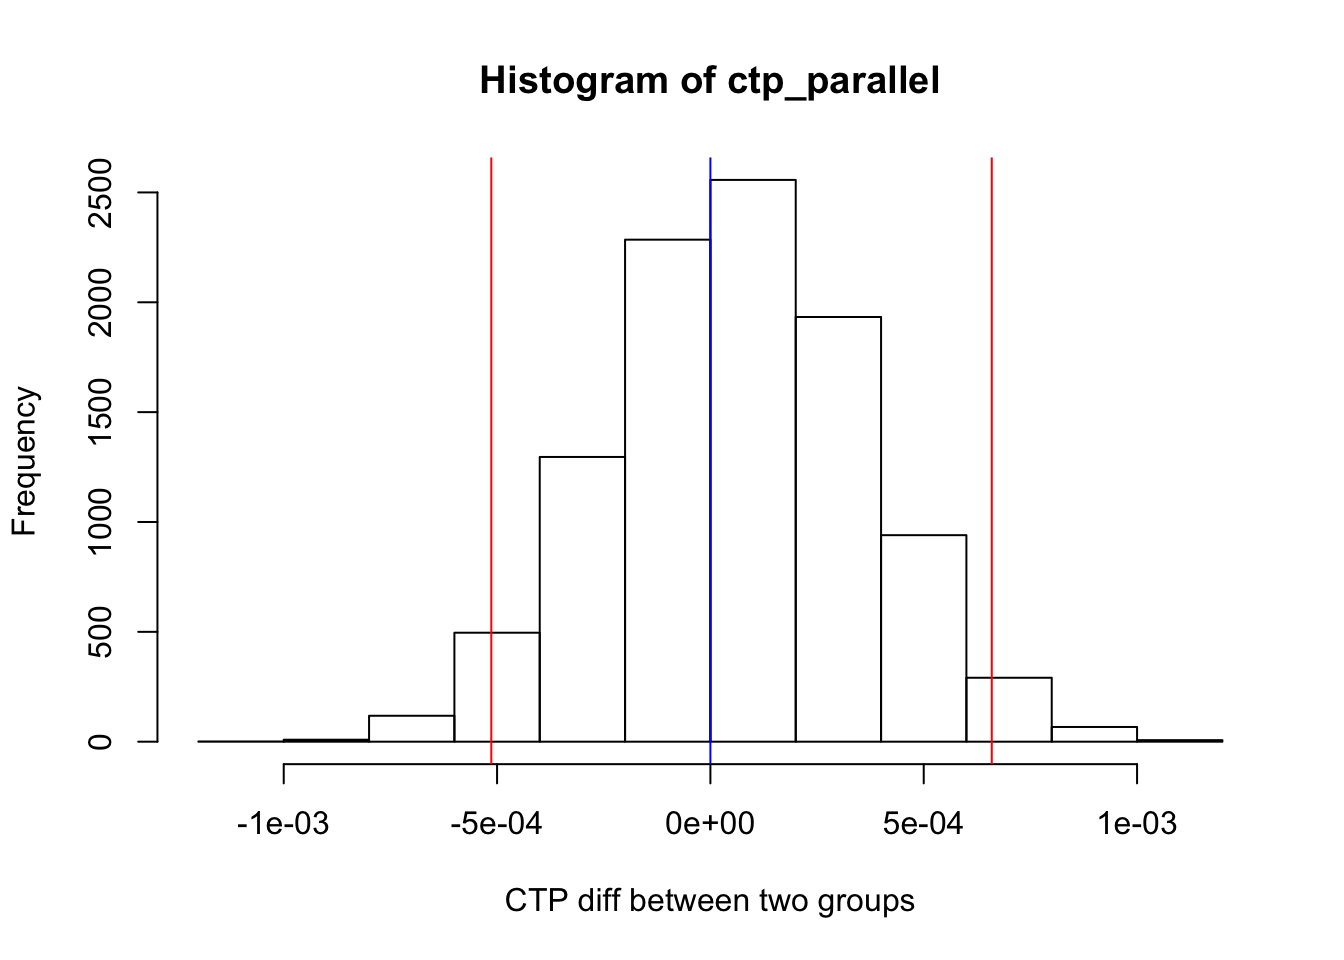 Histogram of ctp_parallel
Frequency
2500
2000
1500
1000
500
0
-1e-03 -5e-04 0e+00 5e-04 1e-03
CTP diff between two groups